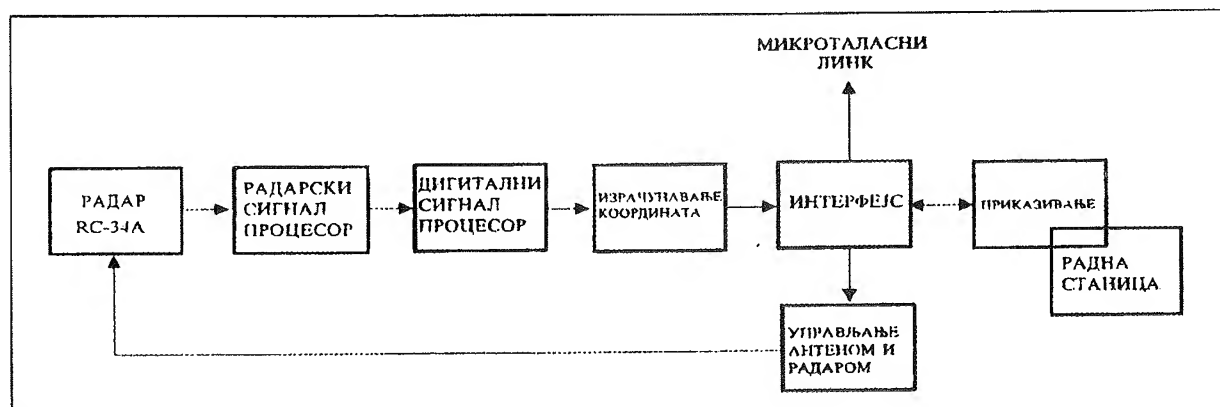 МИКРОТАЛАСНИ
ЛИНК
РАДАР
RC-34A
РАДАРСКИ
СИГНАЛ
ПРОЦЕСОР
ДИГИТАЛНИ
СИГНАЛ
ПРОЦЕСОР
ИЗРАЧУНАВАЊЕ
КООРДИНАТА
ИНТЕРФЕЈС
ПРИКАЗИВАЊЕ
РАДНА
СТАНИЦА
УПРАВЉАЊЕ
АНТЕНОМ И
РАДАРОМ